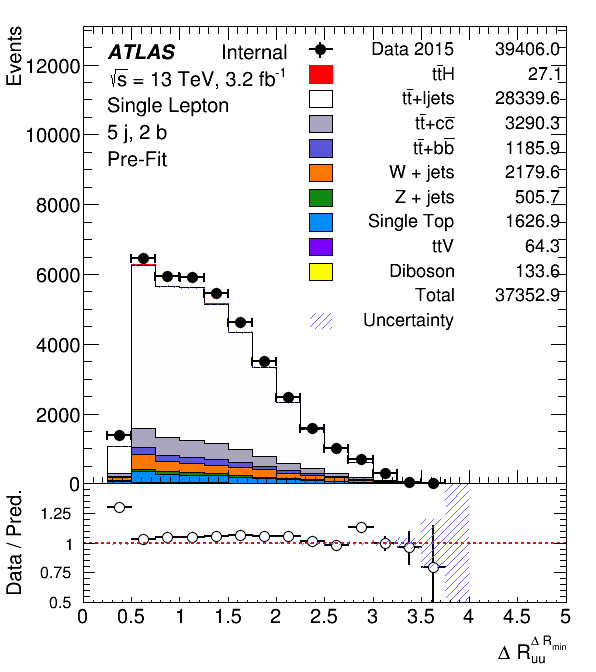 Events
12000
10000
8000
6000
4000
2000
0
ATLAS Internal
√s = 13 TeV, 3.2 fb⁻¹
Single Lepton
5 j, 2 b
Pre-Fit
Data 2015 39406.0
tt̄H 27.1
tt̄+ljets 28339.6
tt̄+cc̄ 3290.3
tt̄+bb̄ 1185.9
W + jets 2179.6
Z + jets 505.7
Single Top 1626.9
ttV 64.3
Diboson 133.6
Total 37352.9
Uncertainty
Data / Pred.
1.25
1
0.75
0.5
0 0.5 1 1.5 2 2.5 3 3.5 4 4.5 5
Δ R_uu^Δ R_min